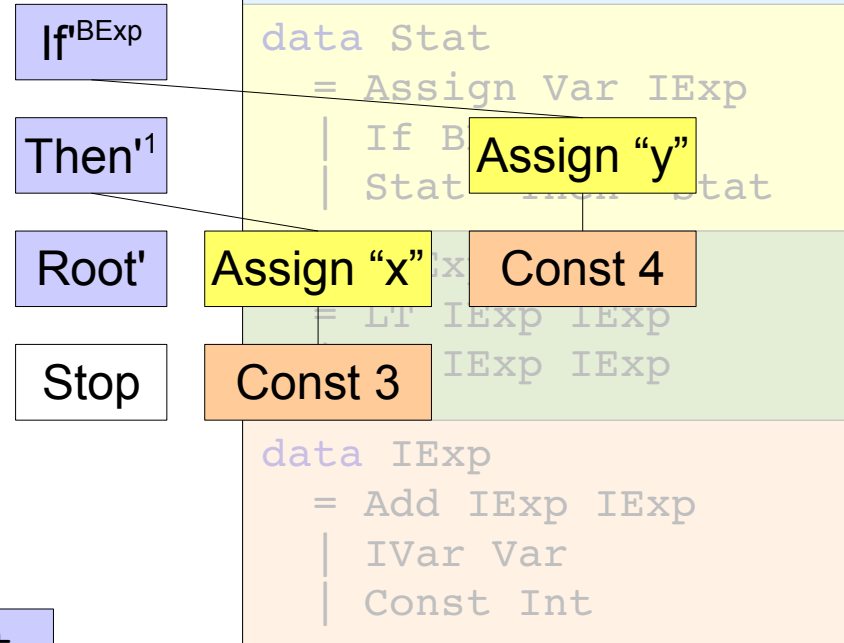 If'ᴮᴱˣᵖ
data Stat
= Assign Var IExp
Then'¹
| If
Assign “y”
| Stat Stat
Root'
Assign “x”
Const 4
= LT IExp IExp
Stop
Const 3
IExp IExp
data IExp
= Add IExp IExp
| IVar Var
| Const Int